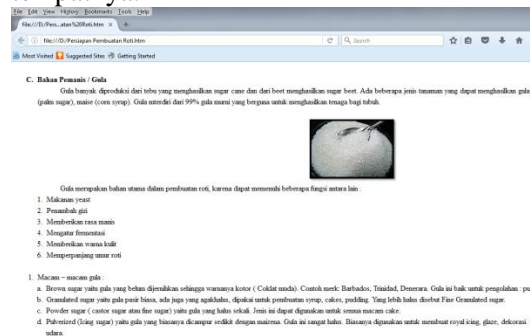 File Edit View History Bookmarks Tools Help
file:///D:/Pers...atan%20Roti.htm
file:///D:/Persiapan Pembuatan Roti.htm
Search
Most Visited Suggested Sites Getting Started
C. Bahan Pemanis / Gula
Gula banyak diproduksi dari tebu yang menghasilkan sugar cane dan dari beet menghasilkan sugar beet. Ada beberapa jenis tanaman yang dapat menghasilkan gula
(palm sugar), maise (corn syrup). Gula terdiri dari 99% gula murni yang berguna untuk menghasilkan tenaga bagi tubuh.
Gula merupakan bahan utama dalam pembuatan roti, karena dapat memenuhi beberapa fungsi antara lain :
1. Makanan yeast
2. Penambah gizi
3. Memberikan rasa manis
4. Mengatur fermentasi
5. Memberikan warna kulit
6. Memperpanjang umur roti
1. Macam – macam gula :
a. Brown sugar yaitu gula yang belum dijernihkan sehingga warnanya kotor ( Coklat muda). Contoh merk: Barbados, Trinidad, Denerara. Gula ini baik untuk pengolahan : pu
b. Granulated sugar yaitu gula pasir biasa, ada juga yang agak halus, dipakai untuk pembuatan syrup, cakes, pudding. Yang lebih halus disebut Fine Granulated sugar.
c. Powder sugar ( castor sugar atau fine sugar) yaitu gula yang halus sekali. Jenis ini dapat digunakan untuk semua macam cake.
d. Pulverized (Icing sugar) yaitu gula yang biasanya dicampur sedikit dengan maizena. Gula ini sangat halus. Biasanya digunakan untuk membuat royal icing, glaze, dekorasi
udara.